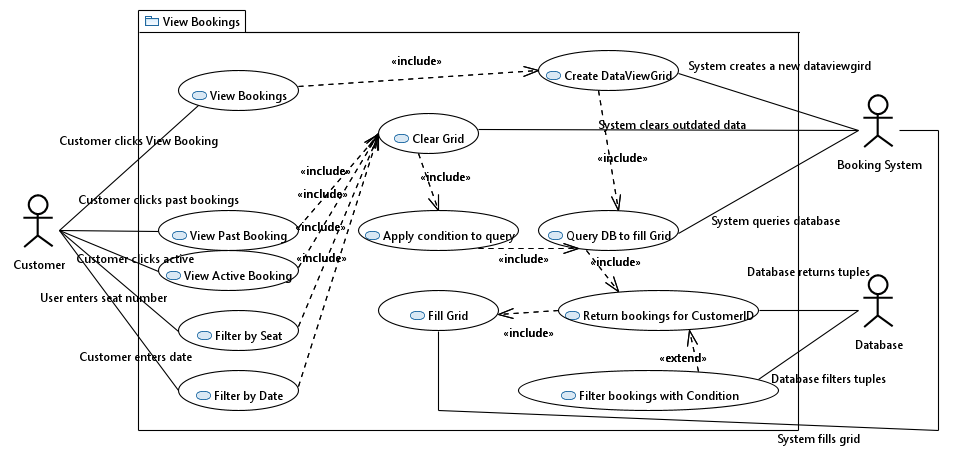 View Bookings
«include»
Create DataViewGrid
System creates a new dataviewgird
View Bookings
Customer clicks View Booking
Clear Grid
System clears outdated data
Booking System
«include»
«include»
«include»
«include»
Customer clicks past bookings
View Past Booking
«include»
Apply condition to query
Query DB to fill Grid
System queries database
Customer
Customer clicks active
«include»
«include»
«include»
View Active Booking
Database returns tuples
User enters seat number
Fill Grid
Return bookings for CustomerID
«include»
Filter by Seat
Database
Customer enters date
«extend»
Database filters tuples
Filter by Date
Filter bookings with Condition
System fills grid